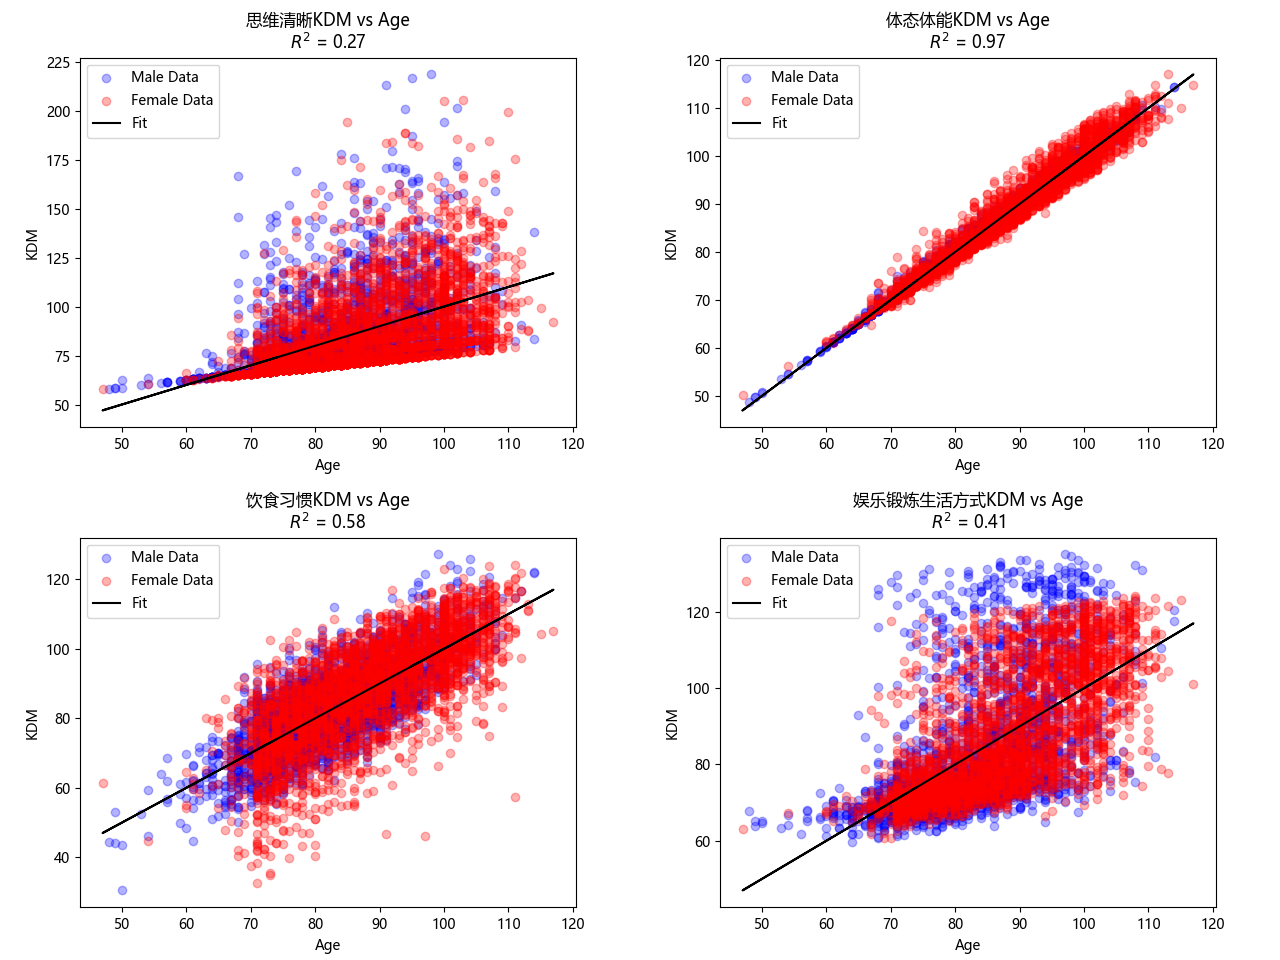 思维清晰KDM vs Age
R² = 0.27
225
200
175
150
125
100
75
50
KDM
Male Data
Female Data
Fit
50 60 70 80 90 100 110 120
Age
体态体能KDM vs Age
R² = 0.97
120
110
100
90
80
70
60
50
KDM
Male Data
Female Data
Fit
50 60 70 80 90 100 110 120
Age
饮食习惯KDM vs Age
R² = 0.58
120
100
80
60
40
KDM
Male Data
Female Data
Fit
50 60 70 80 90 100 110 120
Age
娱乐锻炼生活方式KDM vs Age
R² = 0.41
120
100
80
60
KDM
Male Data
Female Data
Fit
50 60 70 80 90 100 110 120
Age